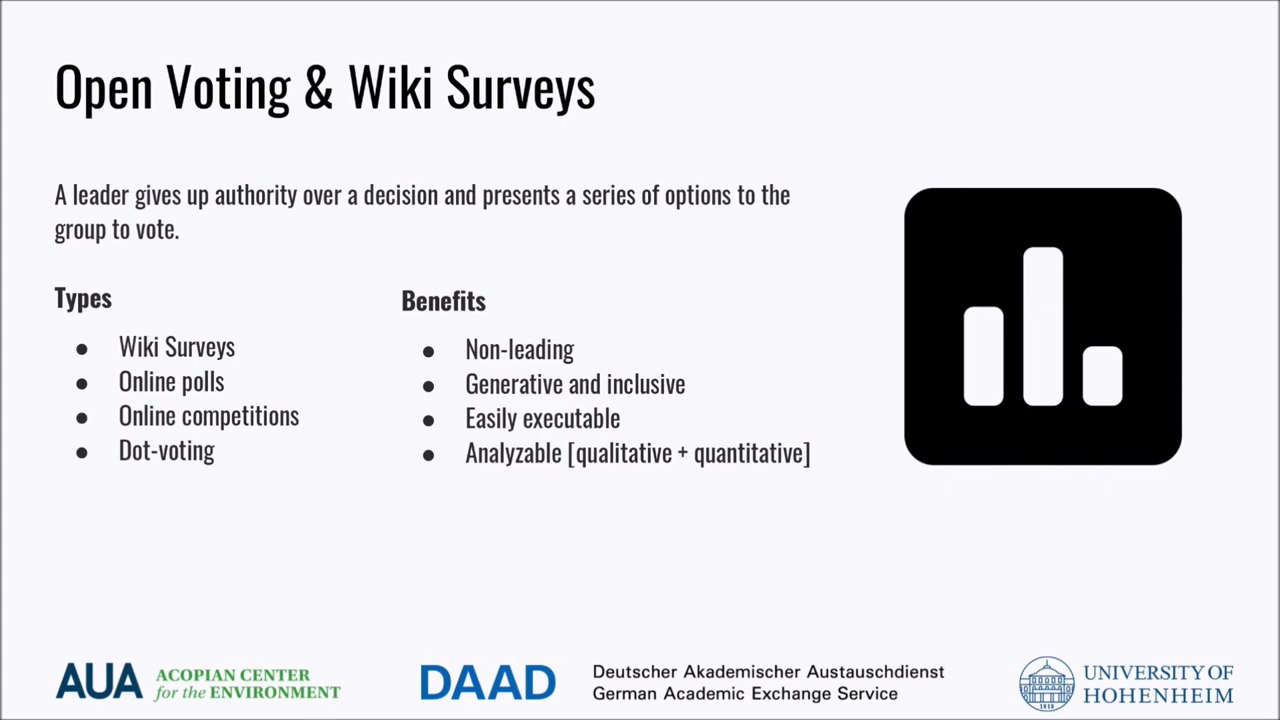 Open Voting & Wiki Surveys
A leader gives up authority over a decision and presents a series of options to the
group to vote.
Types
● Wiki Surveys
● Online polls
● Online competitions
● Dot-voting
Benefits
● Non-leading
● Generative and inclusive
● Easily executable
● Analyzable [qualitative + quantitative]
AUA ACOPIAN CENTER
for the ENVIRONMENT
DAAD
Deutscher Akademischer Austauschdienst
German Academic Exchange Service
1818
UNIVERSITY OF
HOHENHEIM